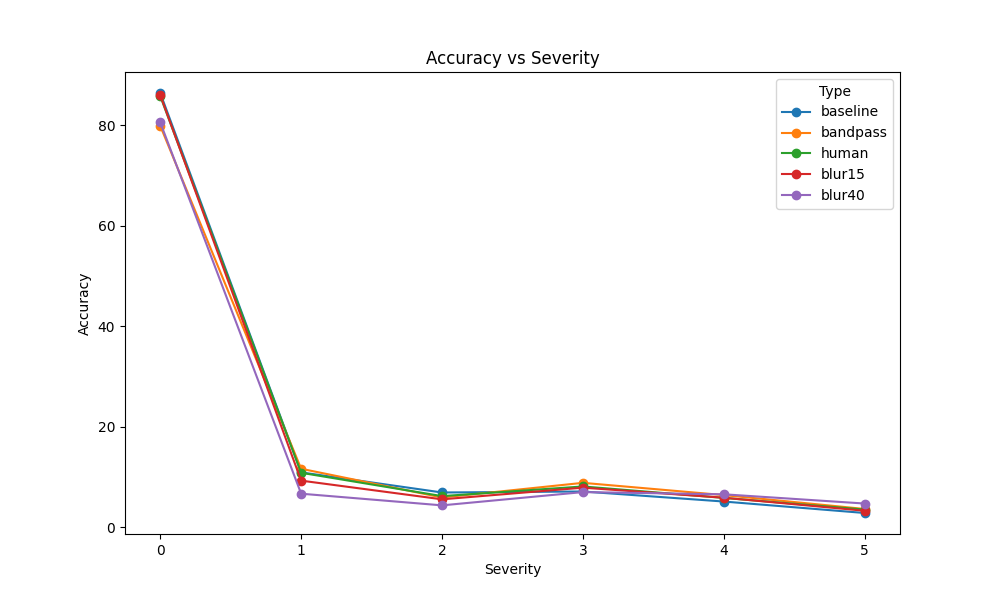 Accuracy vs Severity
Type
baseline
bandpass
human
blur15
blur40
Accuracy
80
60
40
20
0
0 1 2 3 4 5
Severity